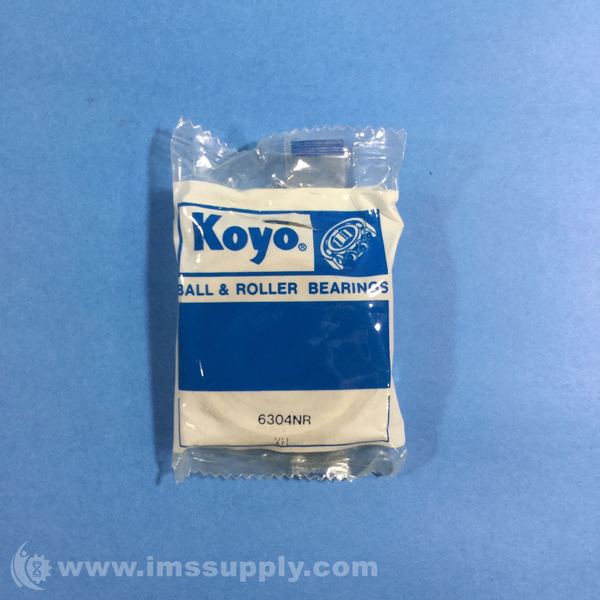 Koyo®
BALL & ROLLER BEARINGS
6304NR
XH
www.imssupply.com